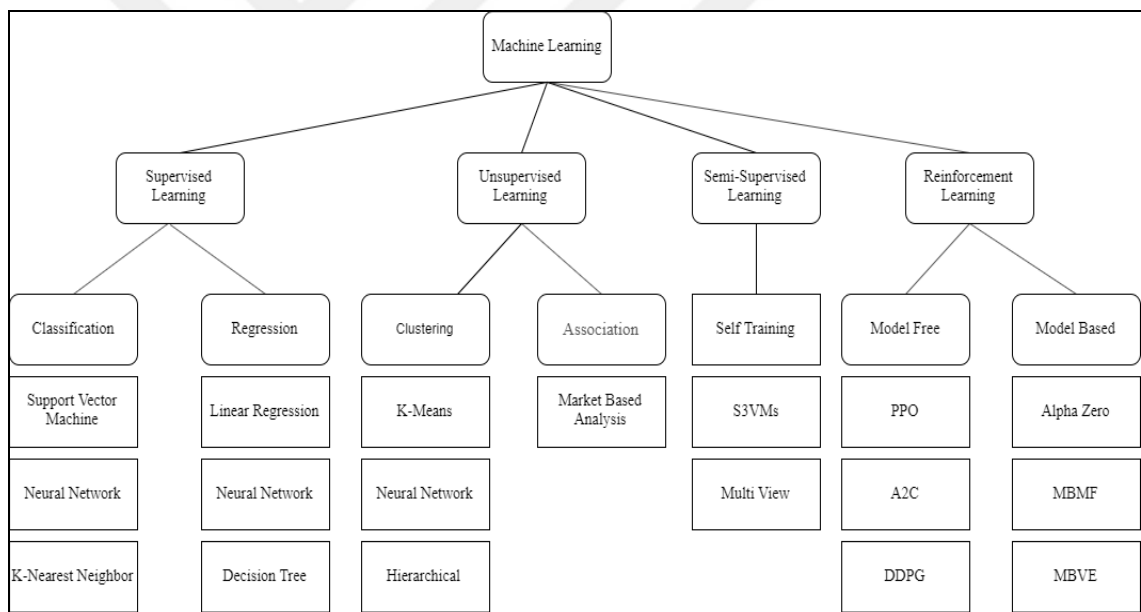 Machine Learning
Supervised
Learning
Unsupervised
Learning
Semi-Supervised
Learning
Reinforcement
Learning
Classification
Regression
Clustering
Association
Self Training
Model Free
Model Based
Support Vector
Machine
Linear Regression
K-Means
Market Based
Analysis
S3VMs
PPO
Alpha Zero
Neural Network
Neural Network
Neural Network
Multi View
A2C
MBMF
K-Nearest Neighbor
Decision Tree
Hierarchical
DDPG
MBVE